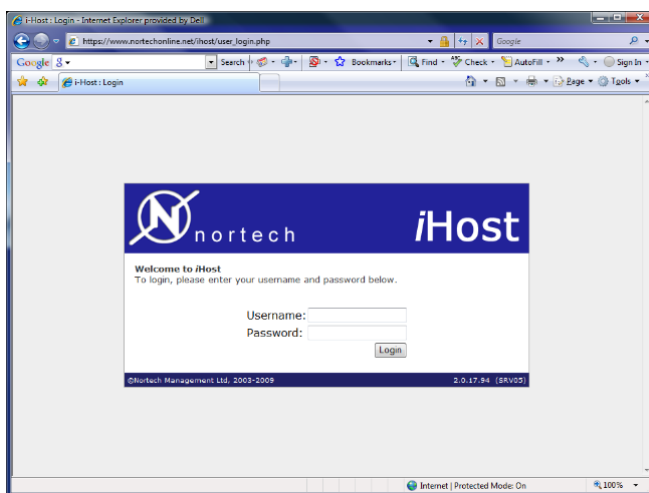 i-Host : Login - Internet Explorer provided by Dell
https://www.nortechonline.net/ihost/user_login.php
Google
Google
Search
Bookmarks
Find
Check
AutoFill
Sign In
i-Host : Login
Page
Tools
nortech
iHost
Welcome to iHost
To login, please enter your username and password below.
Username:
Password:
Login
©Nortech Management Ltd, 2003-2009
2.0.17.94 (SRV05)
Internet | Protected Mode: On
100%